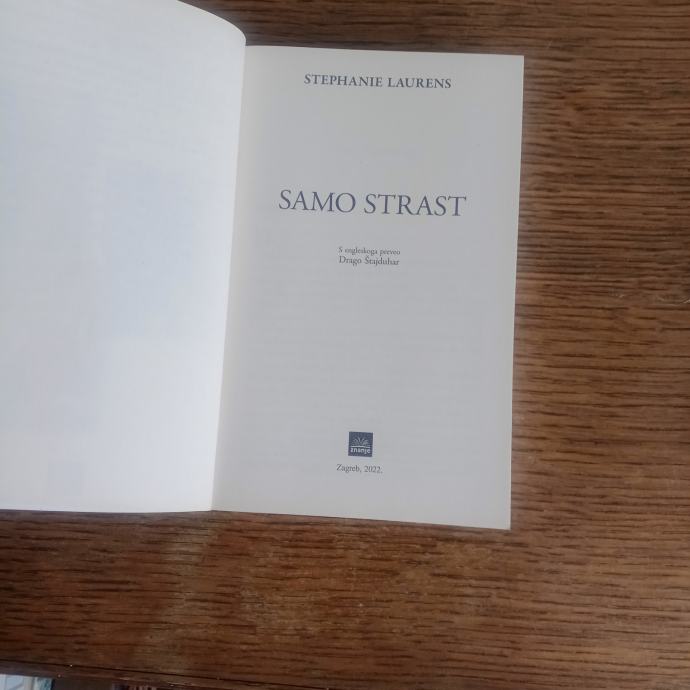 STEPHANIE LAURENS
SAMO STRAST
S engleskoga preveo
Drago Štajduhar
znanje
Zagreb, 2022.